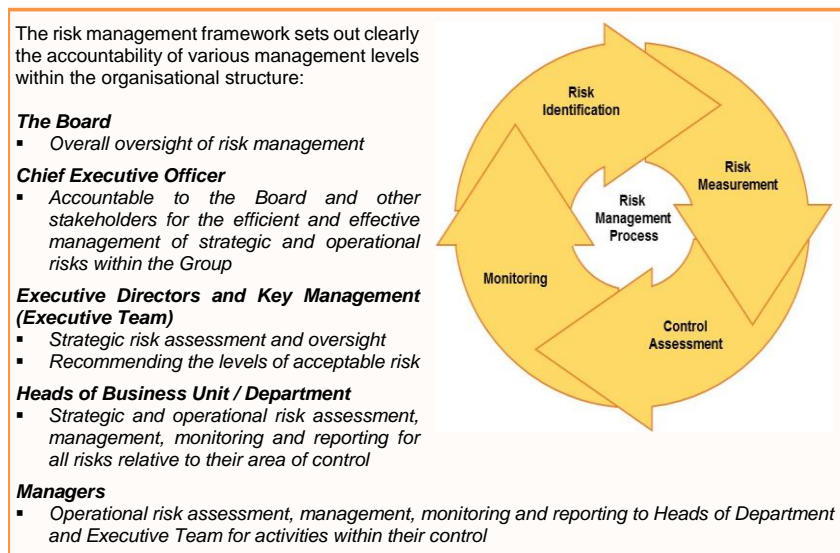 The risk management framework sets out clearly
the accountability of various management levels
within the organisational structure:
The Board
▪ Overall oversight of risk management
Chief Executive Officer
▪ Accountable to the Board and other
stakeholders for the efficient and effective
management of strategic and operational
risks within the Group
Executive Directors and Key Management
(Executive Team)
▪ Strategic risk assessment and oversight
▪ Recommending the levels of acceptable risk
Heads of Business Unit / Department
▪ Strategic and operational risk assessment,
management, monitoring and reporting for
all risks relative to their area of control
Managers
▪ Operational risk assessment, management, monitoring and reporting to Heads of Department
and Executive Team for activities within their control
Risk
Identification
Risk
Measurement
Control
Assessment
Monitoring
Risk
Management
Process